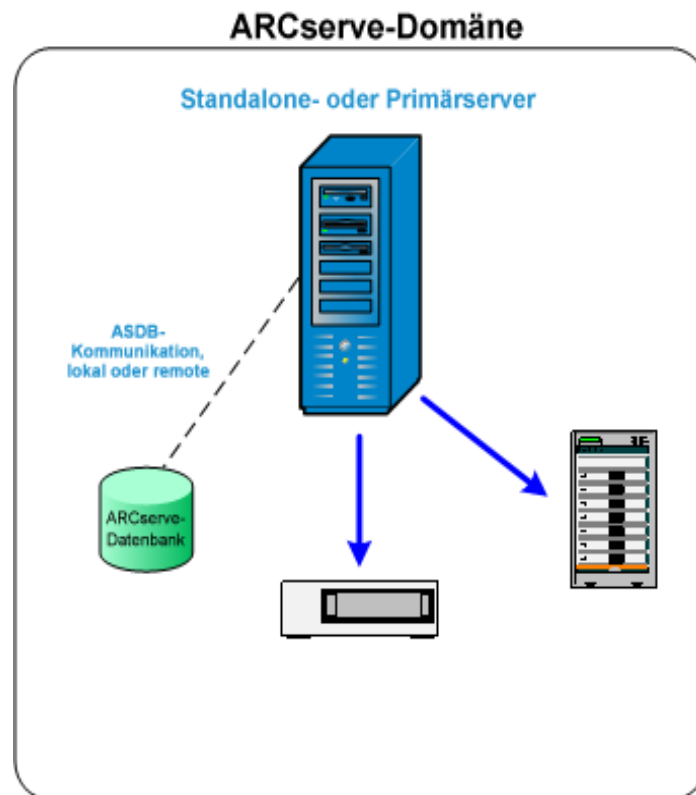 ARCserve-Domäne
Standalone- oder Primärserver
ASDB-
Kommunikation,
lokal oder remote
ARCserve-
Datenbank